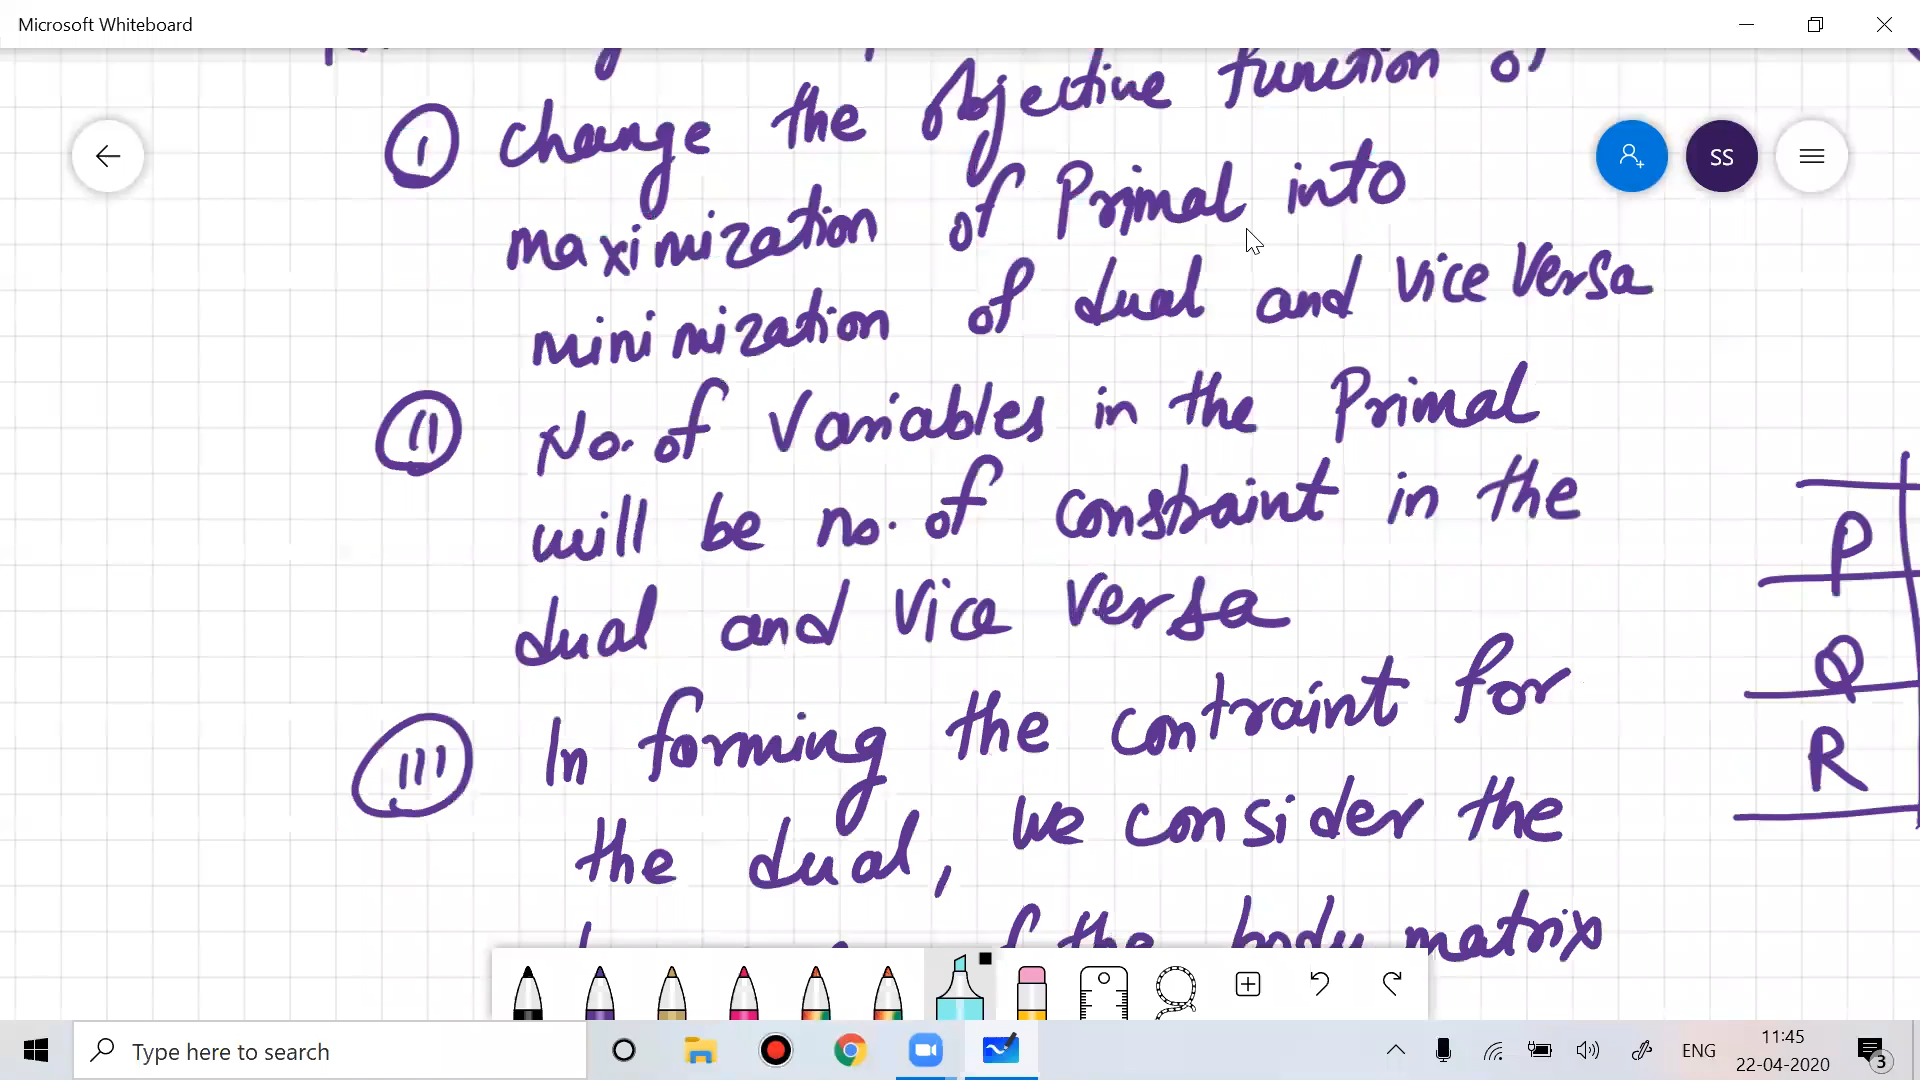 Microsoft Whiteboard
I change the objective function of
maximization of Primal into
minimization of dual and Vice Versa
II No. of Variables in the Primal
will be no. of constraint in the
dual and Vice Versa
III In forming the contraint for
the dual, we consider the
of the body matrix
P
Q
R
SS
Type here to search
ENG
11:45
22-04-2020
3